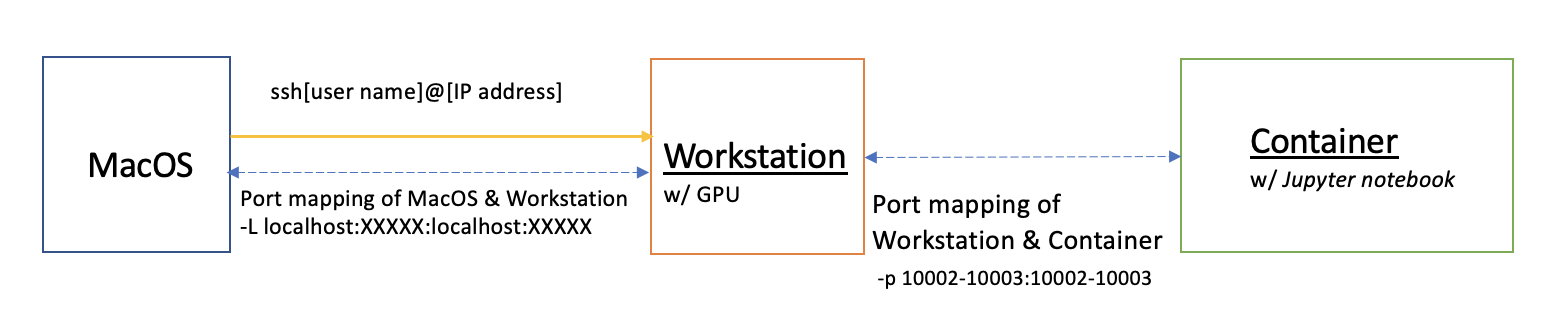 ssh[user name]@[IP address]
MacOS
Port mapping of MacOS & Workstation
-L localhost:XXXXX:localhost:XXXXX
Workstation
w/ GPU
Port mapping of
Workstation & Container
-p 10002-10003:10002-10003
Container
w/ Jupyter notebook